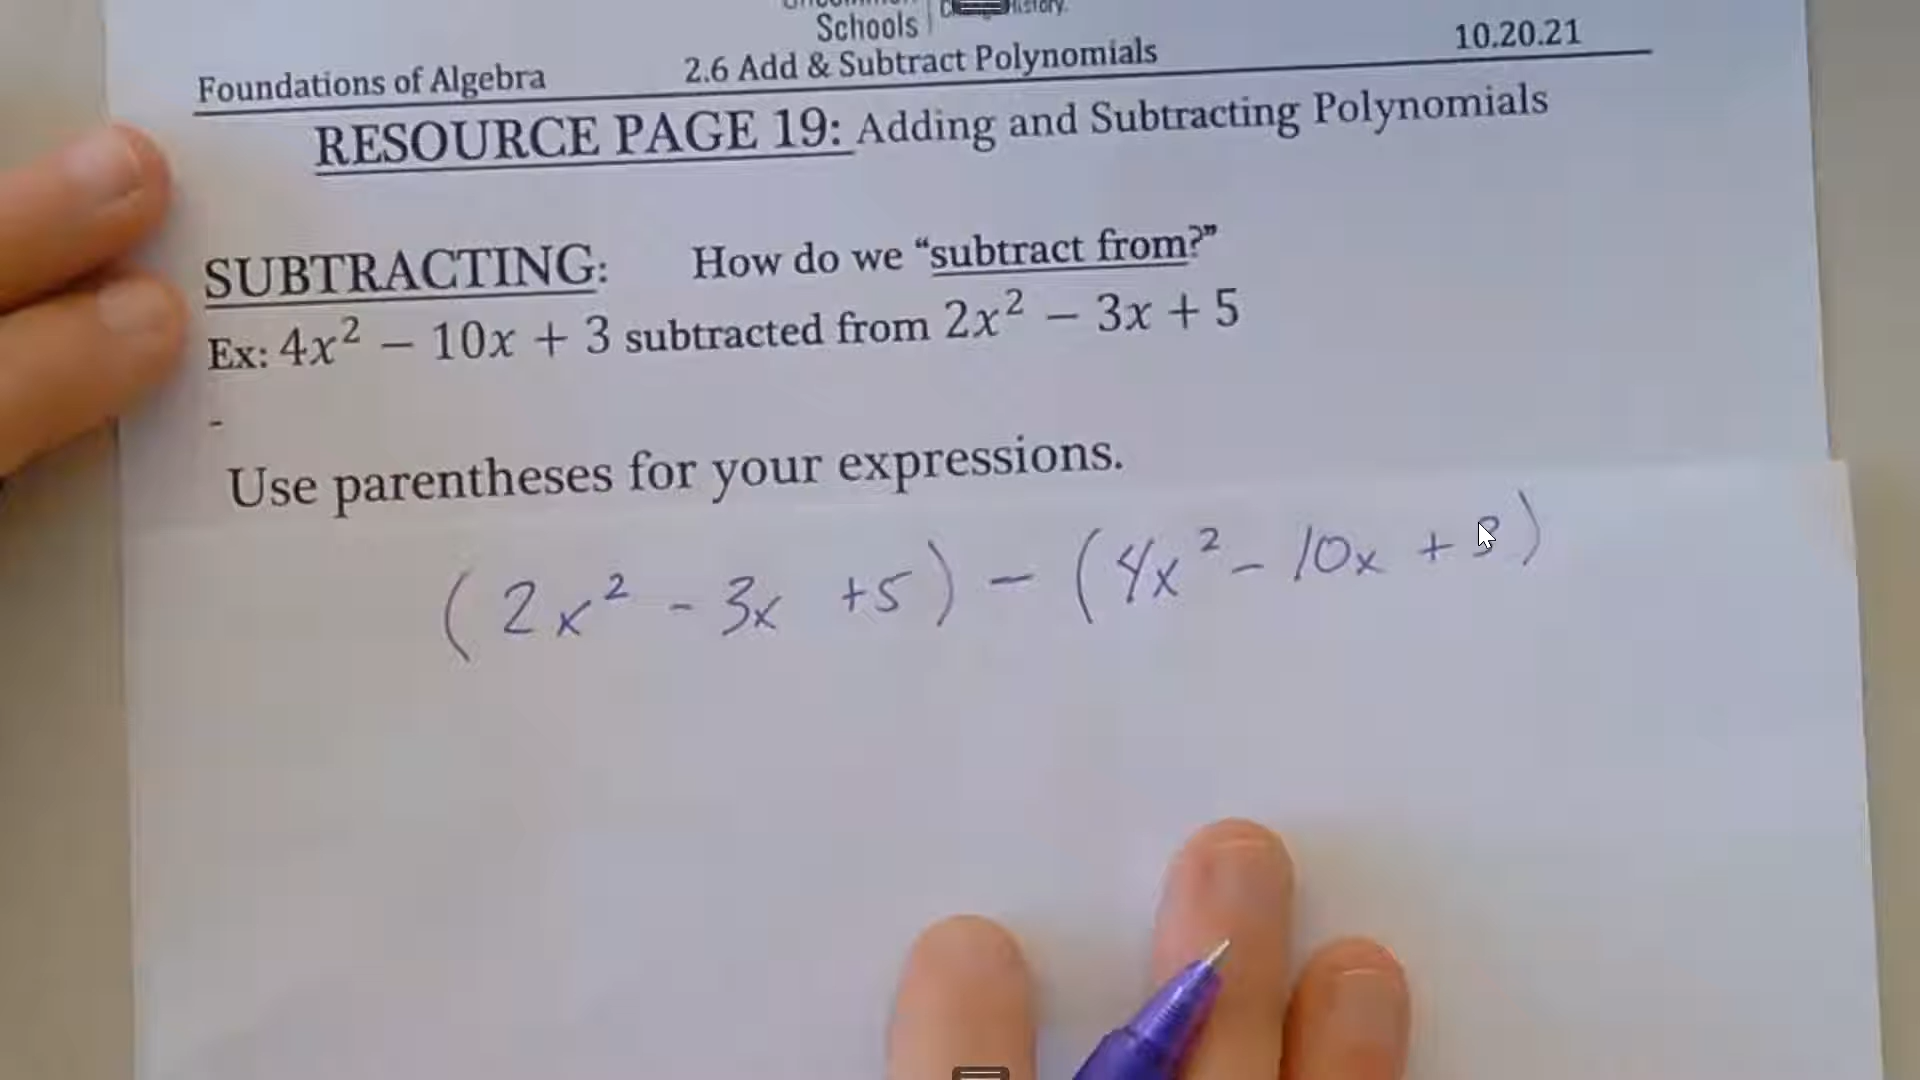 Schools
History.
Foundations of Algebra 2.6 Add & Subtract Polynomials 10.20.21
RESOURCE PAGE 19: Adding and Subtracting Polynomials
SUBTRACTING: How do we “subtract from?”
Ex: 4x² − 10x + 3 subtracted from 2x² − 3x + 5
-
Use parentheses for your expressions.
(2x² - 3x +5) - (4x² - 10x + 3)